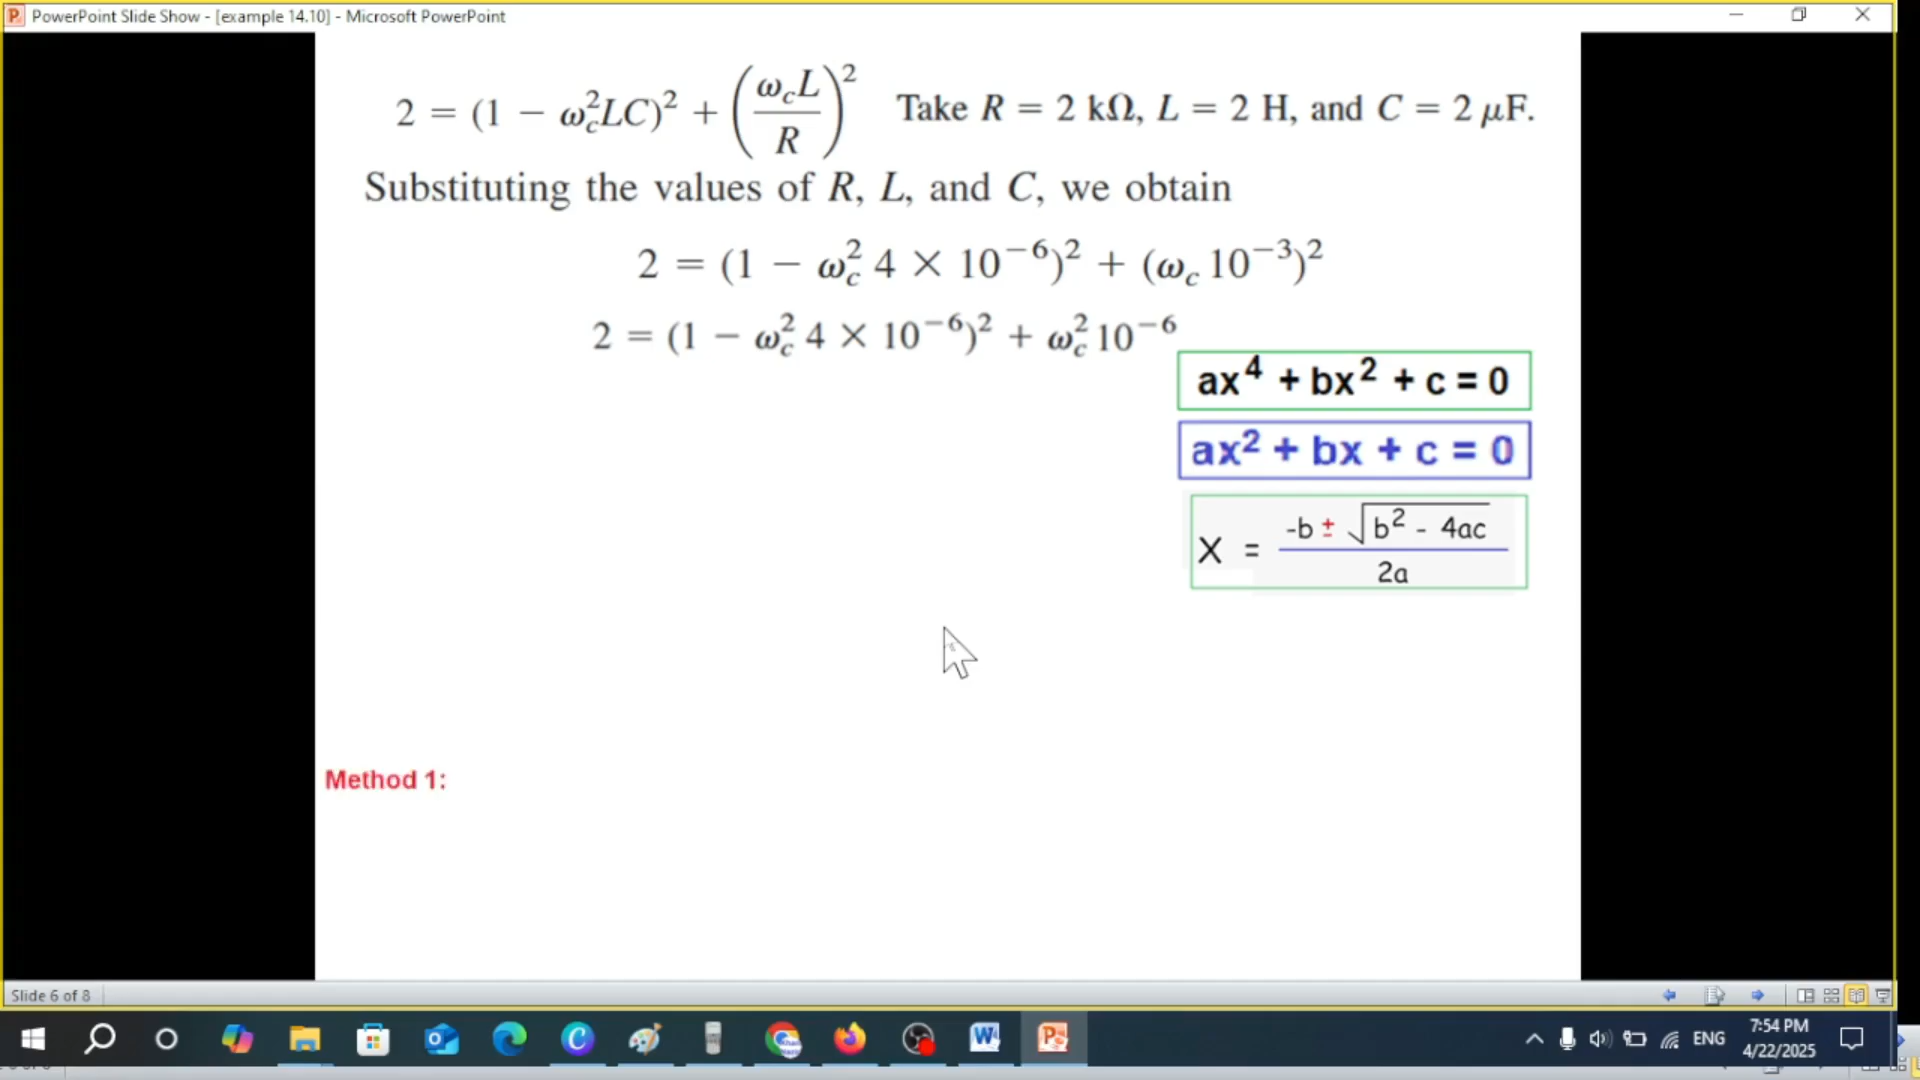 PowerPoint Slide Show - [example 14.10] - Microsoft PowerPoint
2 = (1 − ω_c²LC)² + (ω_cL/R)² Take R = 2 kΩ, L = 2 H, and C = 2 μF.
Substituting the values of R, L, and C, we obtain
2 = (1 − ω_c² 4 × 10⁻⁶)² + (ω_c 10⁻³)²
2 = (1 − ω_c² 4 × 10⁻⁶)² + ω_c² 10⁻⁶
ax⁴ + bx² + c = 0
ax² + bx + c = 0
X = (-b ± √(b² - 4ac))/2a
Method 1:
Slide 6 of 8
ENG
7:54 PM
4/22/2025